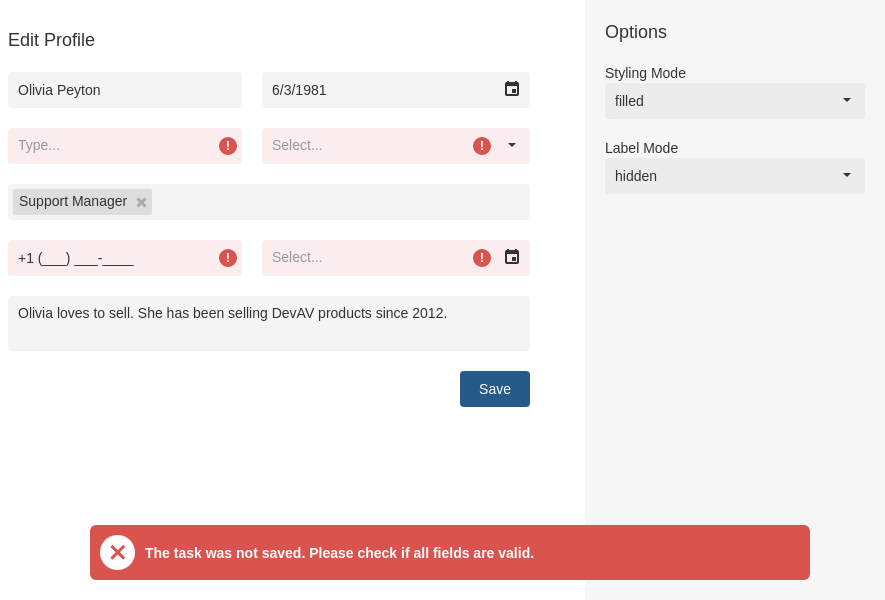 Edit Profile
Olivia Peyton
6/3/1981
Type...
!
Select...
!
Support Manager
+1 (___) ___-____
!
Select...
!
Olivia loves to sell. She has been selling DevAV products since 2012.
Save
Options
Styling Mode
filled
Label Mode
hidden
The task was not saved. Please check if all fields are valid.